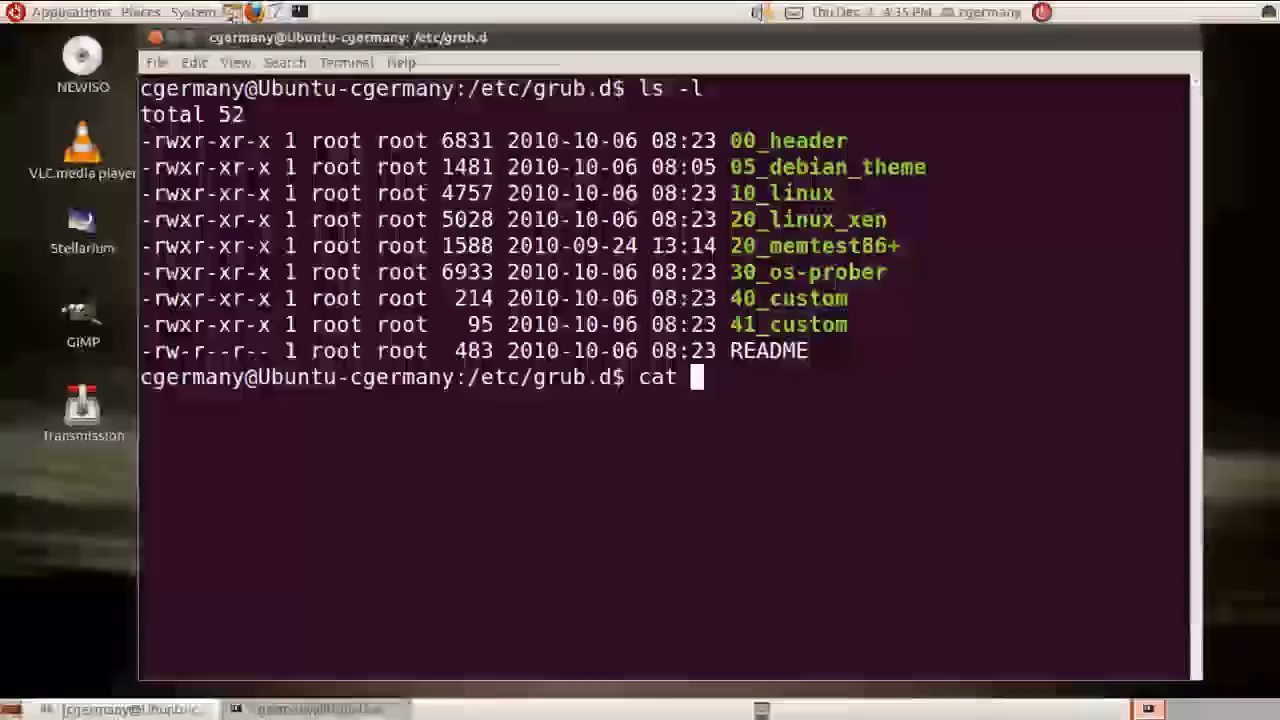 Applications Places System
Thu Dec 4:35 PM cgermany
cgermany@Ubuntu-cgermany: /etc/grub.d
File Edit View Search Terminal Help
cgermany@Ubuntu-cgermany:/etc/grub.d$ ls -l
total 52
-rwxr-xr-x 1 root root 6831 2010-10-06 08:23 00_header
-rwxr-xr-x 1 root root 1481 2010-10-06 08:05 05_debian_theme
-rwxr-xr-x 1 root root 4757 2010-10-06 08:23 10_linux
-rwxr-xr-x 1 root root 5028 2010-10-06 08:23 20_linux_xen
-rwxr-xr-x 1 root root 1588 2010-09-24 13:14 20_memtest86+
-rwxr-xr-x 1 root root 6933 2010-10-06 08:23 30_os-prober
-rwxr-xr-x 1 root root 214 2010-10-06 08:23 40_custom
-rwxr-xr-x 1 root root 95 2010-10-06 08:23 41_custom
-rw-r--r-- 1 root root 483 2010-10-06 08:23 README
cgermany@Ubuntu-cgermany:/etc/grub.d$ cat
NEWISO
VLC media player
Stellarium
GIMP
Transmission
[cgermany@Ubuntu-c...